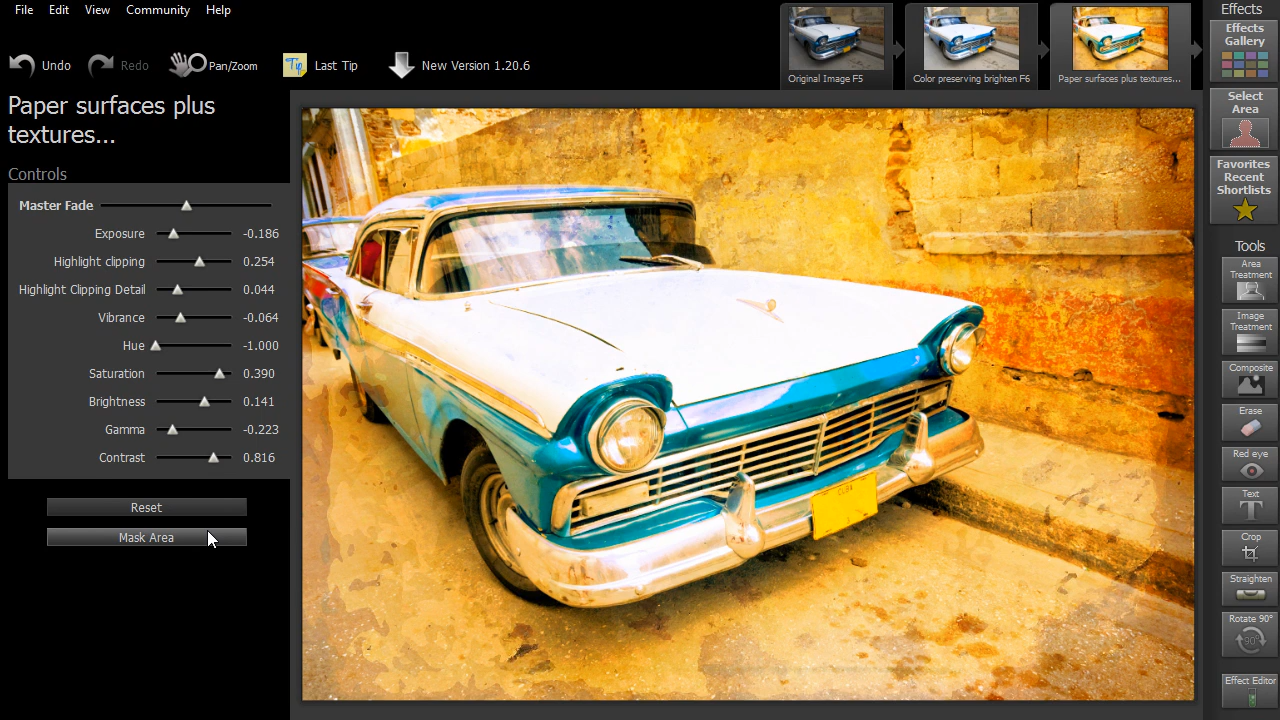 File Edit View Community Help
Undo Redo Pan/Zoom Tip Last Tip New Version 1.20.6
Original Image F5
Color preserving brighten F6
Paper surfaces plus textures...
Paper surfaces plus
textures...
Controls
Master Fade
Exposure -0.186
Highlight clipping 0.254
Highlight Clipping Detail 0.044
Vibrance -0.064
Hue -1.000
Saturation 0.390
Brightness 0.141
Gamma -0.223
Contrast 0.816
Reset
Mask Area
CUBA
Effects
Effects
Gallery
Select
Area
Favorites
Recent
Shortlists
Tools
Area
Treatment
Image
Treatment
Composite
Erase
Red eye
Text
T
Crop
Straighten
Rotate 90°
90°
Effect Editor